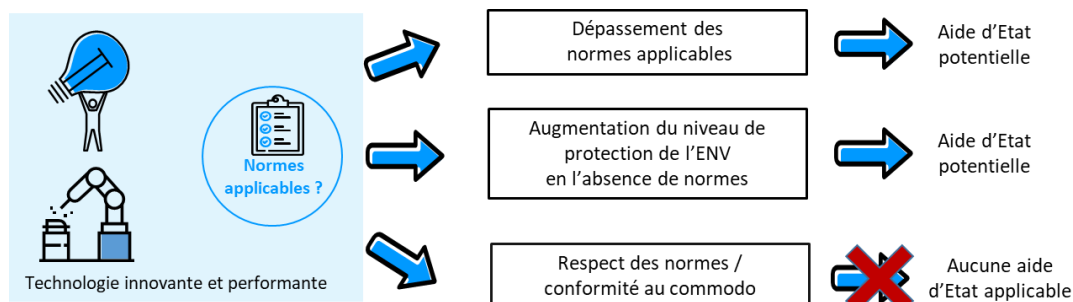 Normes
applicables ?
Technologie innovante et performante
Dépassement des
normes applicables
Aide d'Etat
potentielle
Augmentation du niveau de
protection de l'ENV
en l'absence de normes
Aide d'Etat
potentielle
Respect des normes /
conformité au commodo
Aucune aide
d'Etat applicable